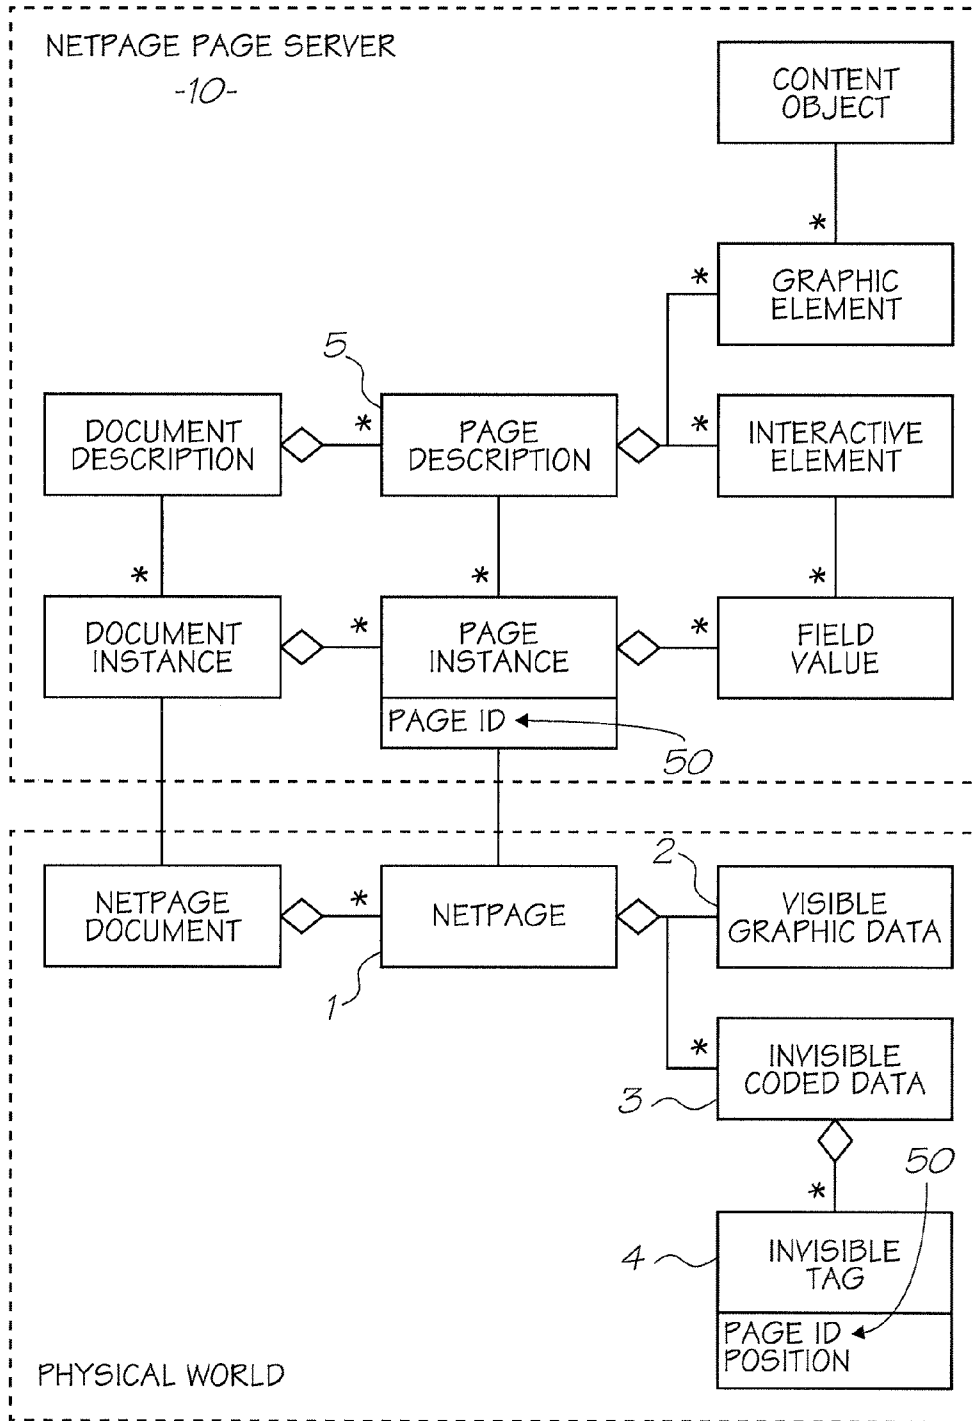 NETPAGE PAGE SERVER
-10-
CONTENT
OBJECT
*
*
GRAPHIC
ELEMENT
5
DOCUMENT
DESCRIPTION
*
PAGE
DESCRIPTION
*
INTERACTIVE
ELEMENT
*
*
*
DOCUMENT
INSTANCE
*
PAGE
INSTANCE
*
FIELD
VALUE
PAGE ID
50
2
NETPAGE
DOCUMENT
*
NETPAGE
VISIBLE
GRAPHIC DATA
1
*
INVISIBLE
CODED DATA
3
50
*
4
INVISIBLE
TAG
PAGE ID
POSITION
PHYSICAL WORLD